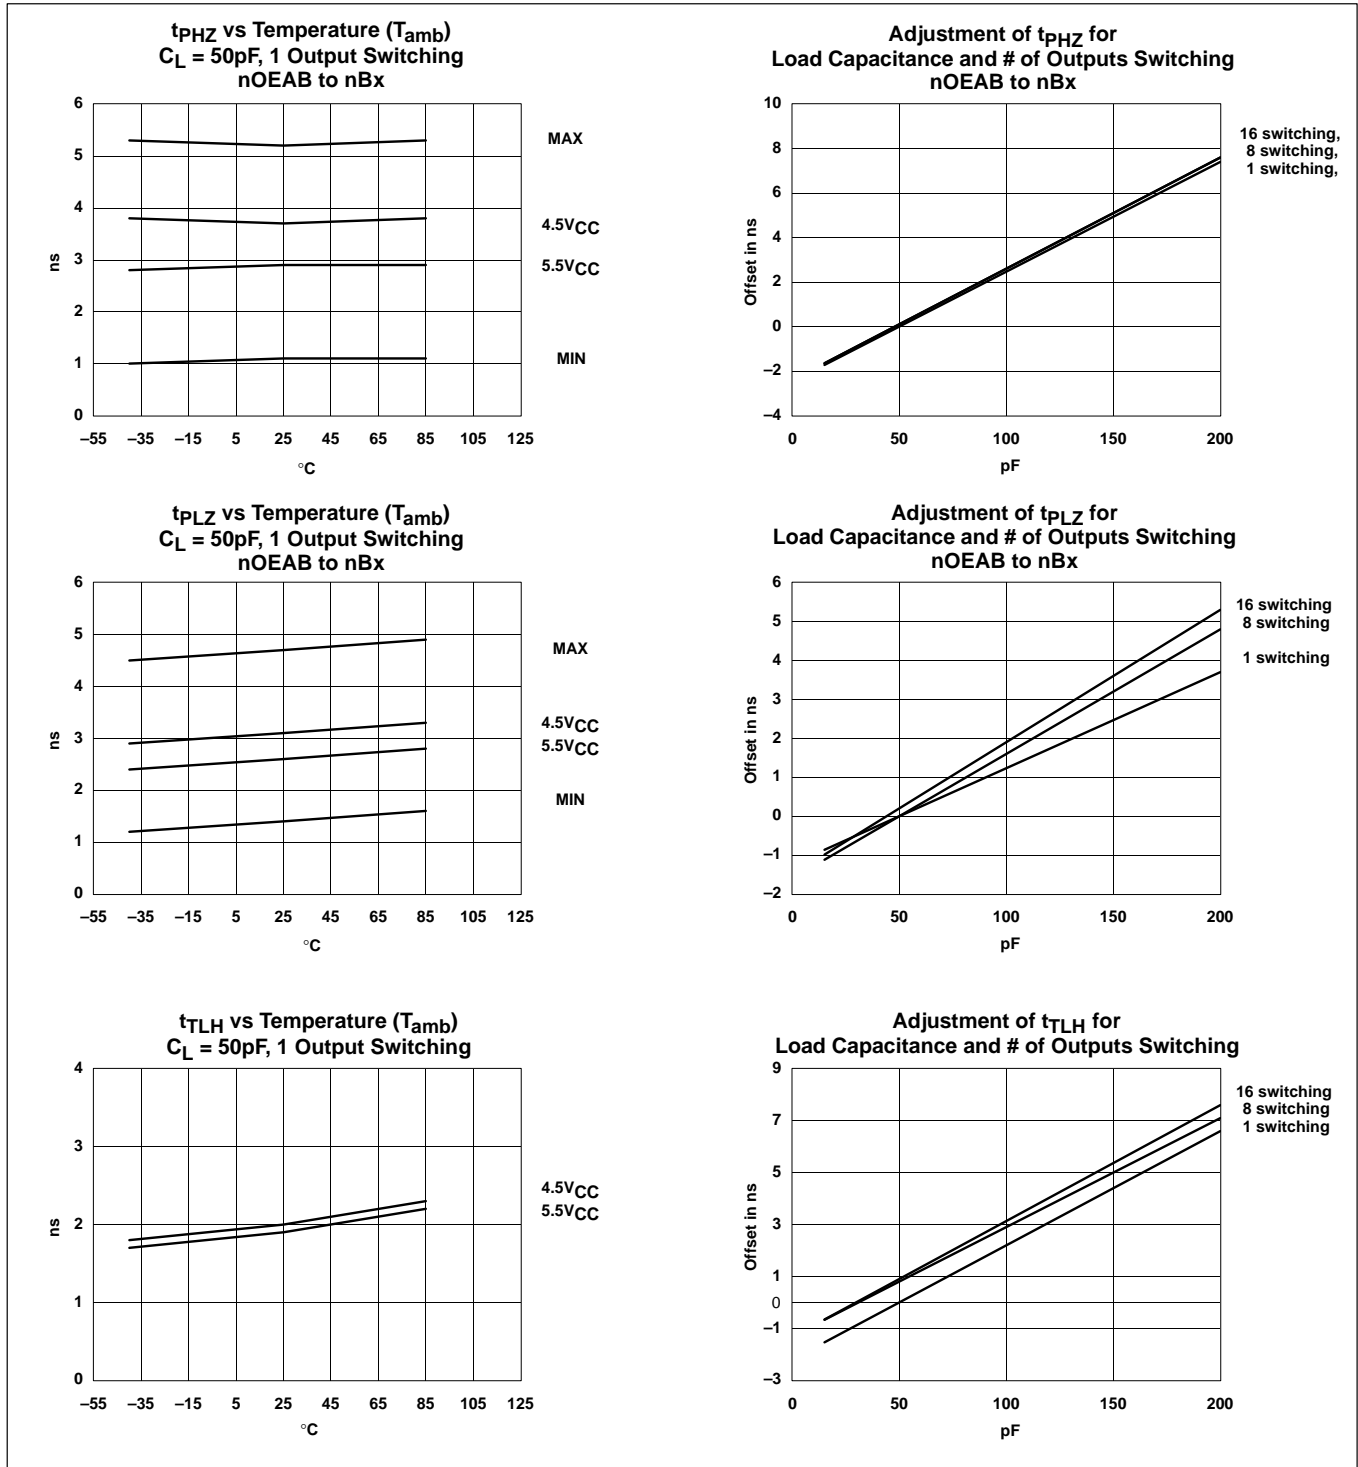 tPHZ vs Temperature (Tamb)
CL = 50pF, 1 Output Switching
nOEAB to nBx
6
5
4
3
2
1
0
ns
MAX
4.5VCC
5.5VCC
MIN
–55 –35 –15 5 25 45 65 85 105 125
°C
Adjustment of tPHZ for
Load Capacitance and # of Outputs Switching
nOEAB to nBx
10
8
6
4
2
0
–2
–4
Offset in ns
16 switching,
8 switching,
1 switching,
0 50 100 150 200
pF
tPLZ vs Temperature (Tamb)
CL = 50pF, 1 Output Switching
nOEAB to nBx
6
5
4
3
2
1
0
ns
MAX
4.5VCC
5.5VCC
MIN
–55 –35 –15 5 25 45 65 85 105 125
°C
Adjustment of tPLZ for
Load Capacitance and # of Outputs Switching
nOEAB to nBx
6
5
4
3
2
1
0
–1
–2
Offset in ns
16 switching
8 switching
1 switching
0 50 100 150 200
pF
tTLH vs Temperature (Tamb)
CL = 50pF, 1 Output Switching
4
3
2
1
0
ns
4.5VCC
5.5VCC
–55 –35 –15 5 25 45 65 85 105 125
°C
Adjustment of tTLH for
Load Capacitance and # of Outputs Switching
9
7
5
3
1
0
–1
–3
Offset in ns
16 switching
8 switching
1 switching
0 50 100 150 200
pF